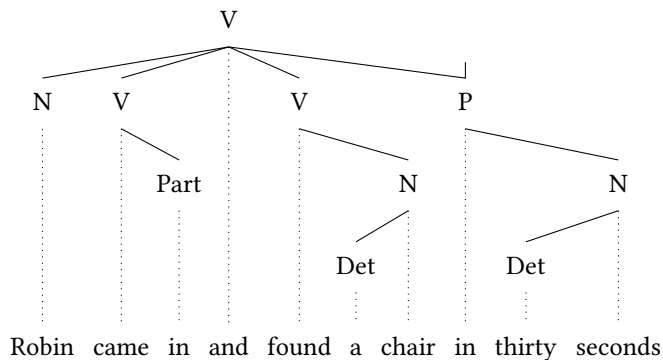 V
N V V P
Part N N
Det Det
Robin came in and found a chair in thirty seconds